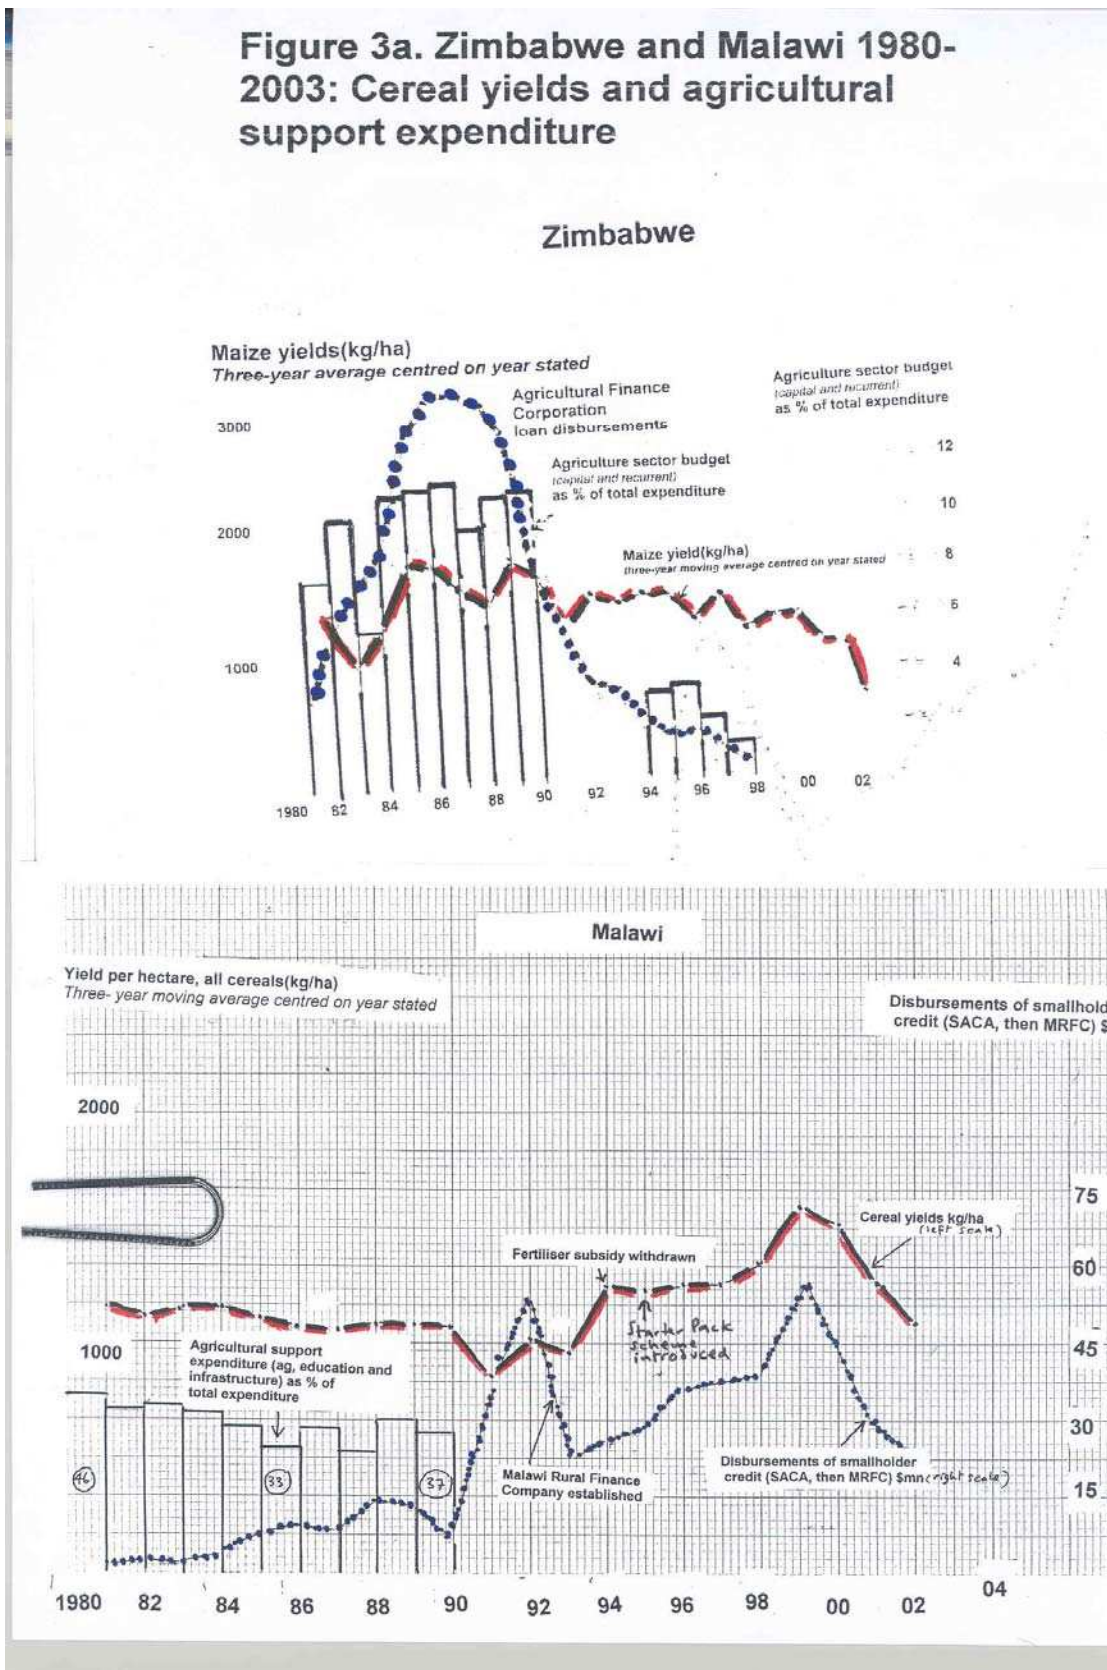 Figure 3a. Zimbabwe and Malawi 1980-
2003: Cereal yields and agricultural
support expenditure
Zimbabwe
Maize yields(kg/ha)
Three-year average centred on year stated
Agricultural Finance
Corporation
loan disbursements
Agriculture sector budget
(capital and recurrent)
as % of total expenditure
Agriculture sector budget
(capital and recurrent)
as % of total expenditure
3000
12
10
2000
Maize yield(kg/ha)
three-year moving average centred on year stated
8
6
1000
4
1980
82
84
86
88
90
92
94
96
98
00
02
Malawi
Yield per hectare, all cereals(kg/ha)
Three- year moving average centred on year stated
Disbursements of smallhold
credit (SACA, then MRFC) $
2000
75
Cereal yields kg/ha
(left scale)
Fertiliser subsidy withdrawn
60
Starter Pack
scheme
introduced
1000
Agricultural support
expenditure (ag, education and
infrastructure) as % of
total expenditure
45
30
46
33
37
Malawi Rural Finance
Company established
Disbursements of smallholder
credit (SACA, then MRFC) $mn(right scale)
15
1980
82
84
86
88
90
92
94
96
98
00
02
04